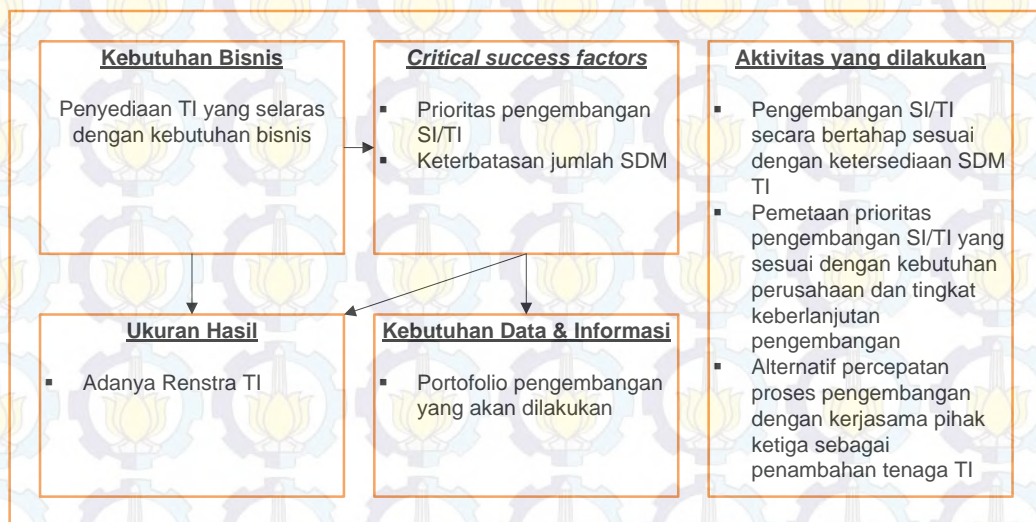 Kebutuhan Bisnis
Penyediaan TI yang selaras
dengan kebutuhan bisnis
Critical success factors
▪ Prioritas pengembangan
SI/TI
▪ Keterbatasan jumlah SDM
Aktivitas yang dilakukan
▪ Pengembangan SI/TI
secara bertahap sesuai
dengan ketersediaan SDM
TI
▪ Pemetaan prioritas
pengembangan SI/TI yang
sesuai dengan kebutuhan
perusahaan dan tingkat
keberlanjutan
pengembangan
▪ Alternatif percepatan
proses pengembangan
dengan kerjasama pihak
ketiga sebagai
penambahan tenaga TI
Ukuran Hasil
▪ Adanya Renstra TI
Kebutuhan Data & Informasi
▪ Portofolio pengembangan
yang akan dilakukan